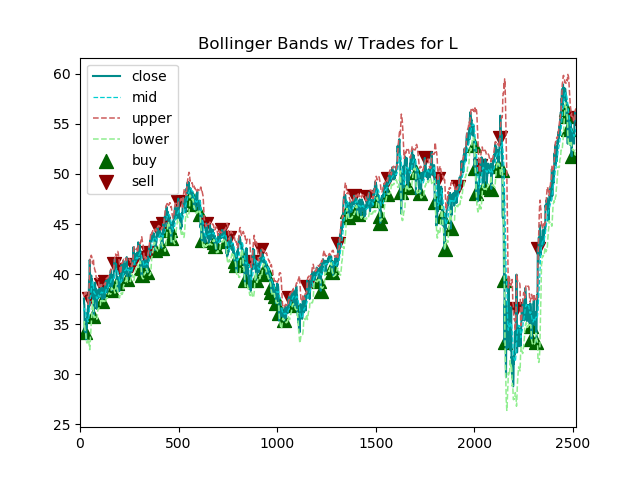 Bollinger Bands w/ Trades for L
close
mid
upper
lower
buy
sell
60
55
50
45
40
35
30
25
0 500 1000 1500 2000 2500